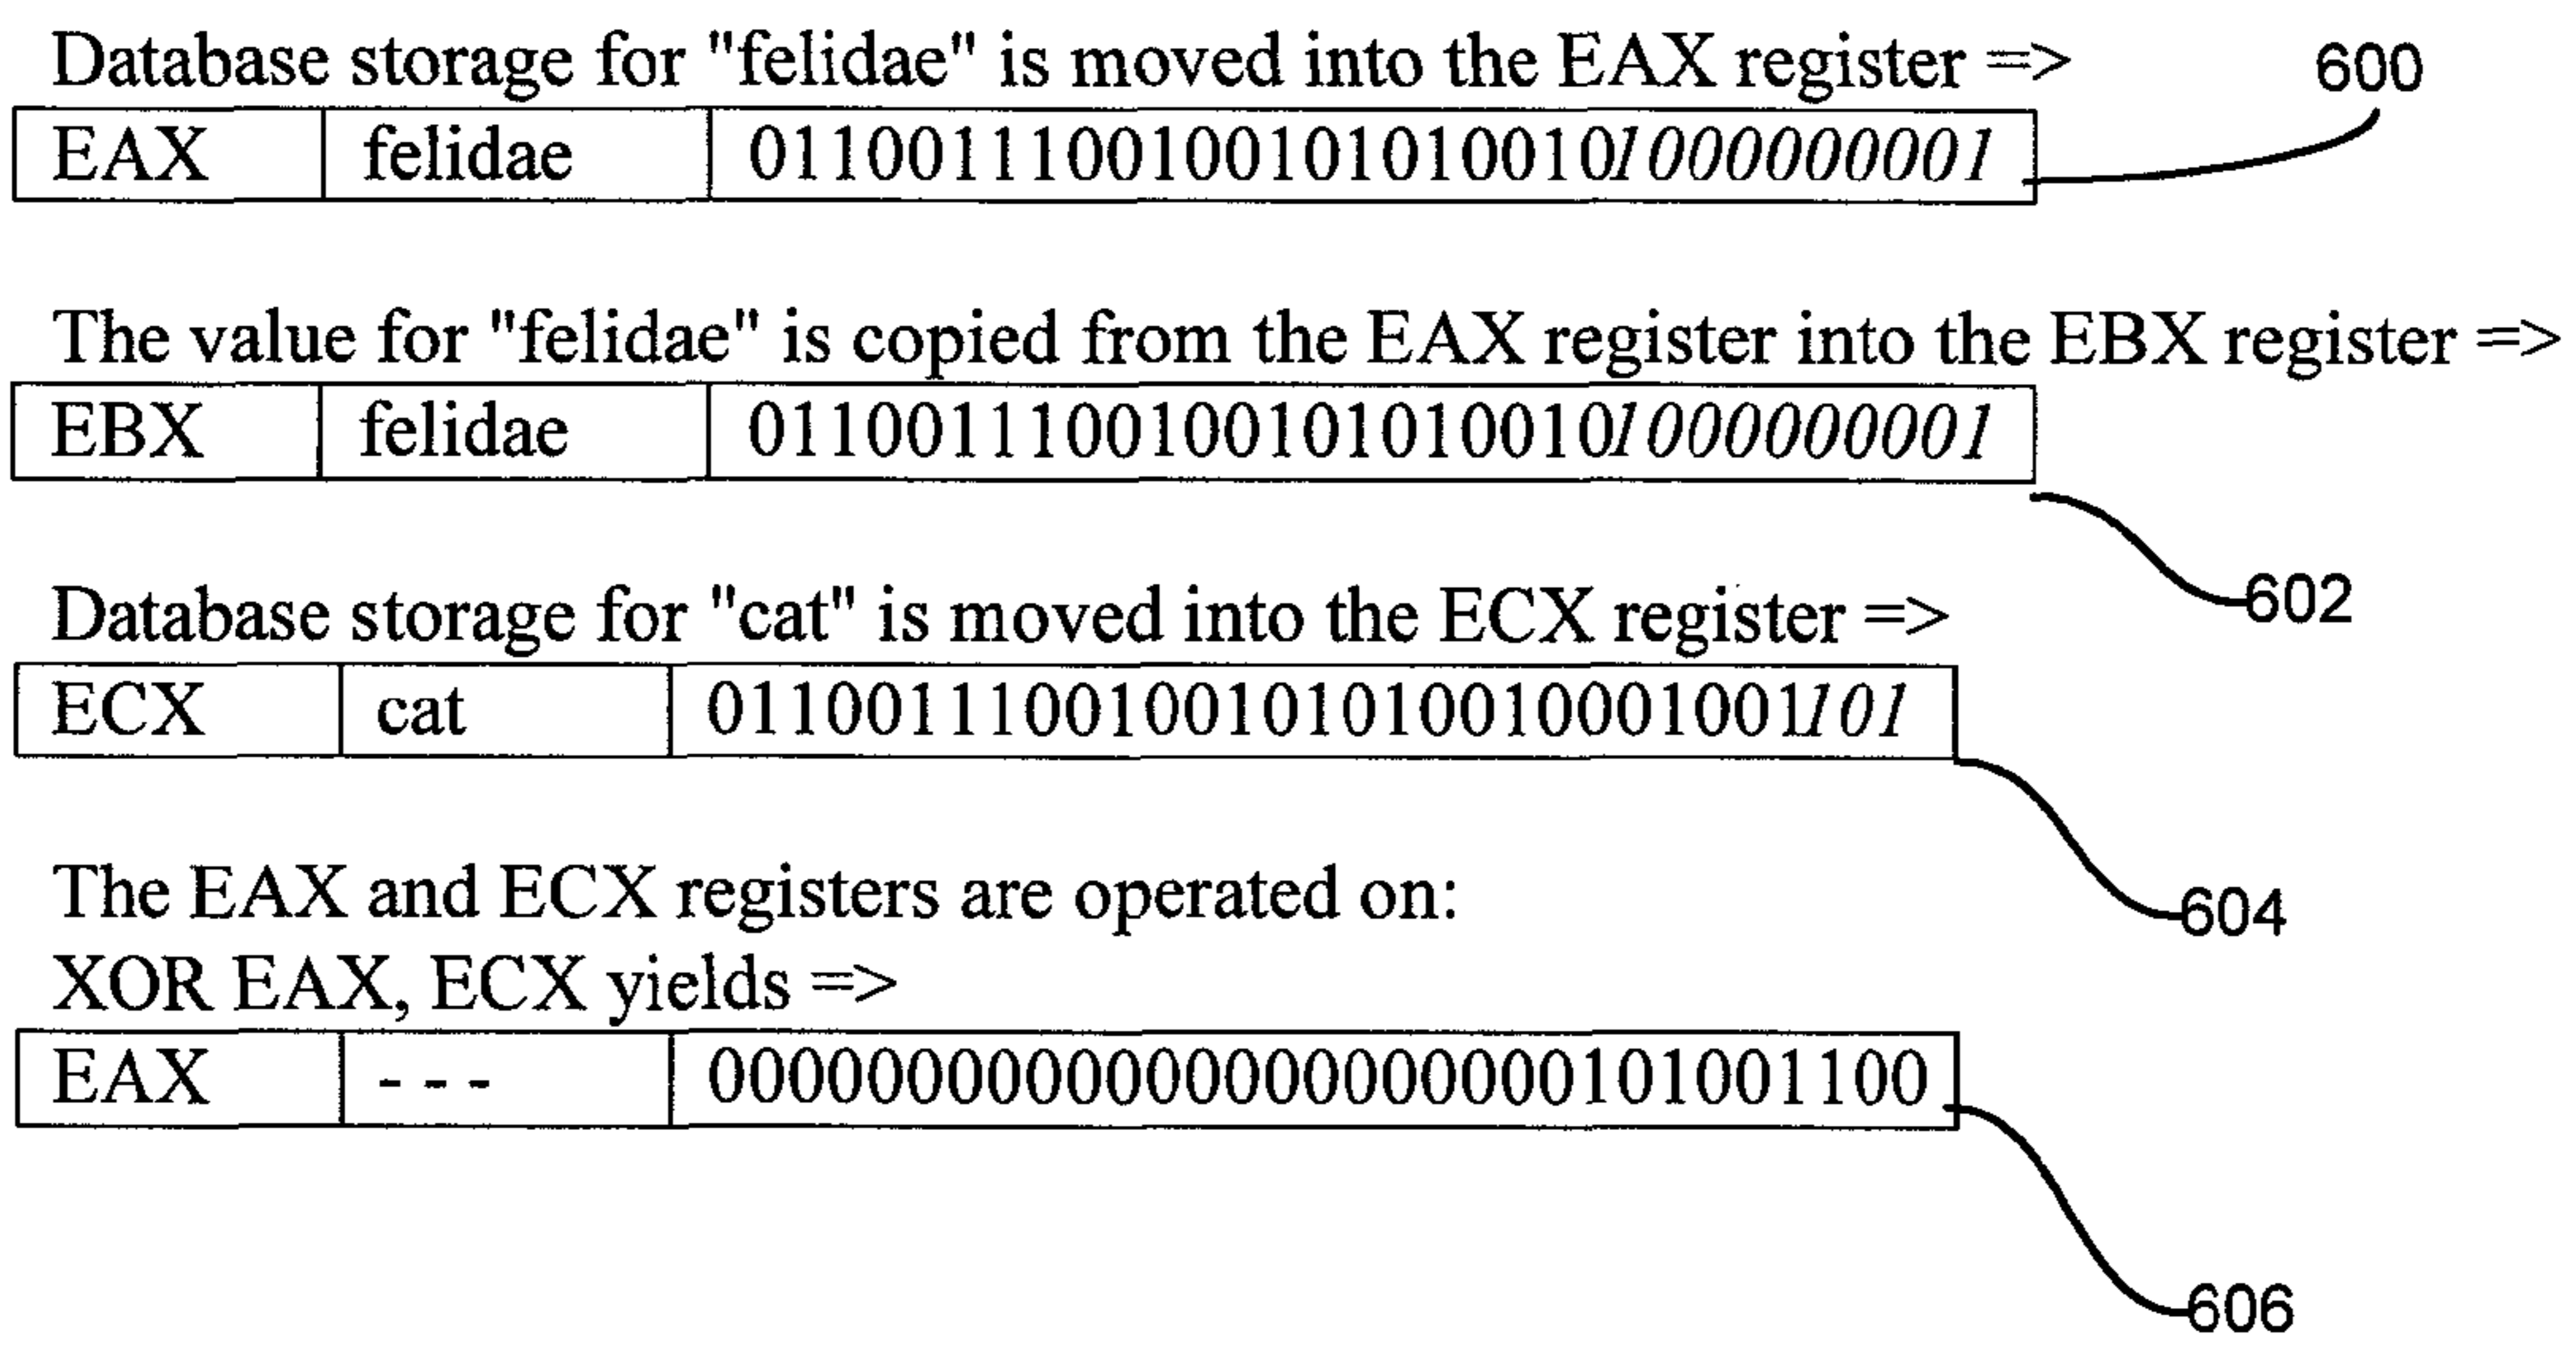 Database storage for "felidae" is moved into the EAX register =>
600
EAX felidae 01100111001001010100101000000001
The value for "felidae" is copied from the EAX register into the EBX register =>
EBX felidae 01100111001001010100101000000001
602
Database storage for "cat" is moved into the ECX register =>
ECX cat 01100111001001010100100001001101
604
The EAX and ECX registers are operated on:
XOR EAX, ECX yields =>
EAX - - - 00000000000000000000000101001100
606